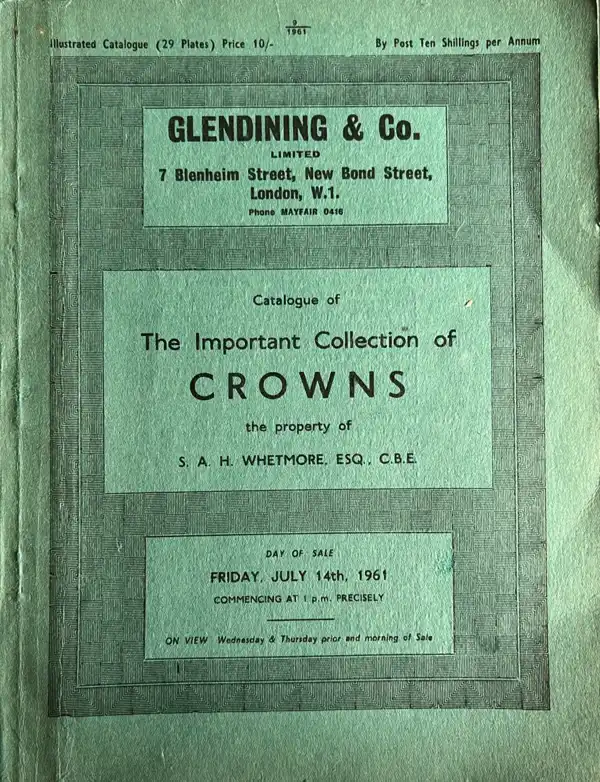 9
1961
llustrated Catalogue (29 Plates) Price 10/-
By Post Ten Shillings per Annum
GLENDINING & Co.
LIMITED
7 Blenheim Street, New Bond Street,
London, W.1.
Phone MAYFAIR 0416
Catalogue of
The Important Collection of
CROWNS
the property of
S. A. H. WHETMORE, ESQ., C.B.E.
DAY OF SALE
FRIDAY, JULY 14th, 1961
COMMENCING AT 1 p.m. PRECISELY
ON VIEW Wednesday & Thursday prior and morning of Sale